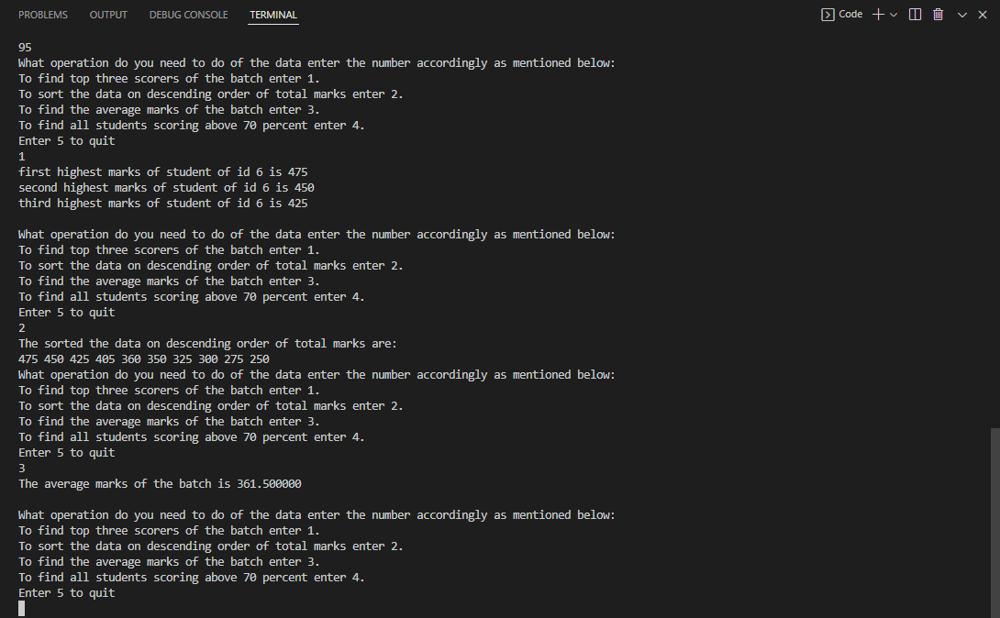 PROBLEMS OUTPUT DEBUG CONSOLE TERMINAL Code
95
What operation do you need to do of the data enter the number accordingly as mentioned below:
To find top three scorers of the batch enter 1.
To sort the data on descending order of total marks enter 2.
To find the average marks of the batch enter 3.
To find all students scoring above 70 percent enter 4.
Enter 5 to quit
1
first highest marks of student of id 6 is 475
second highest marks of student of id 6 is 450
third highest marks of student of id 6 is 425
What operation do you need to do of the data enter the number accordingly as mentioned below:
To find top three scorers of the batch enter 1.
To sort the data on descending order of total marks enter 2.
To find the average marks of the batch enter 3.
To find all students scoring above 70 percent enter 4.
Enter 5 to quit
2
The sorted the data on descending order of total marks are:
475 450 425 405 360 350 325 300 275 250
What operation do you need to do of the data enter the number accordingly as mentioned below:
To find top three scorers of the batch enter 1.
To sort the data on descending order of total marks enter 2.
To find the average marks of the batch enter 3.
To find all students scoring above 70 percent enter 4.
Enter 5 to quit
3
The average marks of the batch is 361.500000
What operation do you need to do of the data enter the number accordingly as mentioned below:
To find top three scorers of the batch enter 1.
To sort the data on descending order of total marks enter 2.
To find the average marks of the batch enter 3.
To find all students scoring above 70 percent enter 4.
Enter 5 to quit